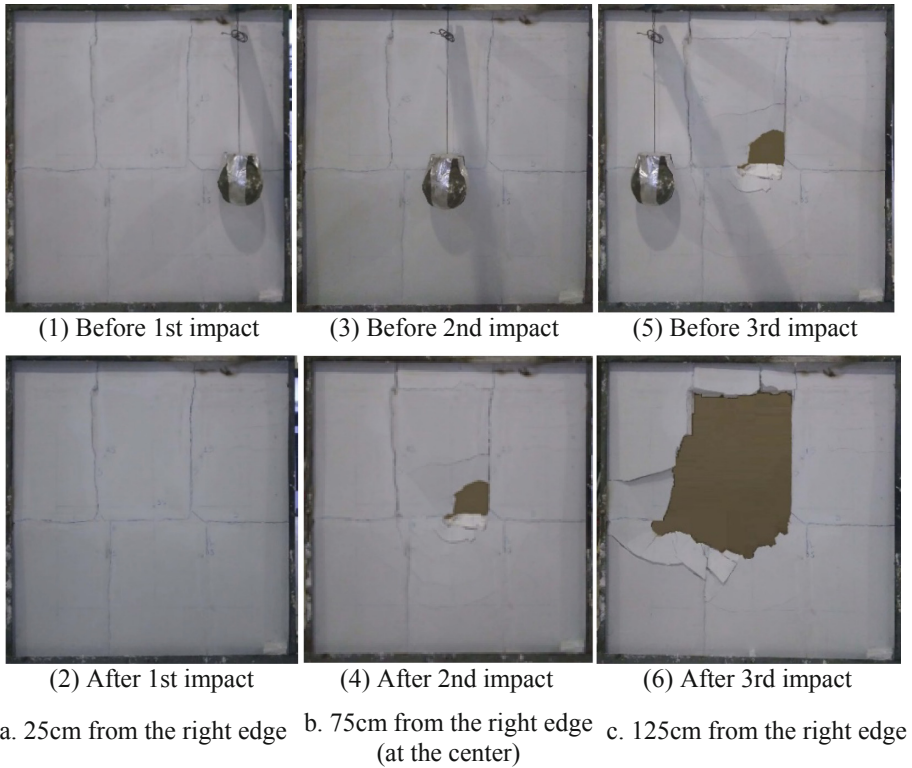 (1) Before 1st impact
(3) Before 2nd impact
(5) Before 3rd impact
(2) After 1st impact
(4) After 2nd impact
(6) After 3rd impact
a. 25cm from the right edge
b. 75cm from the right edge
(at the center)
c. 125cm from the right edge